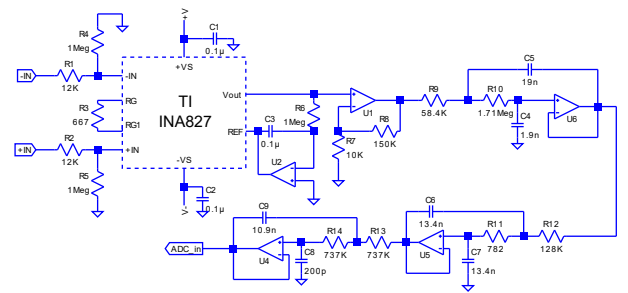 +V
C1
0.1µ
R4
1Meg
-IN
R1
12K
-IN
+VS
RG
R3
667
RG1
TI
INA827
Vout
REF
R2
12K
+IN
+IN
R5
1Meg
-VS
V-
C2
0.1µ
C3
0.1µ
R6
1Meg
U2
U1
R8
150K
R7
10K
R9
58.4K
C5
19n
R10
1.71Meg
C4
1.9n
U6
C9
10.9n
ADC_in
U4
R14
737K
R13
737K
C8
200p
C6
13.4n
U5
R11
782
C7
13.4n
R12
128K